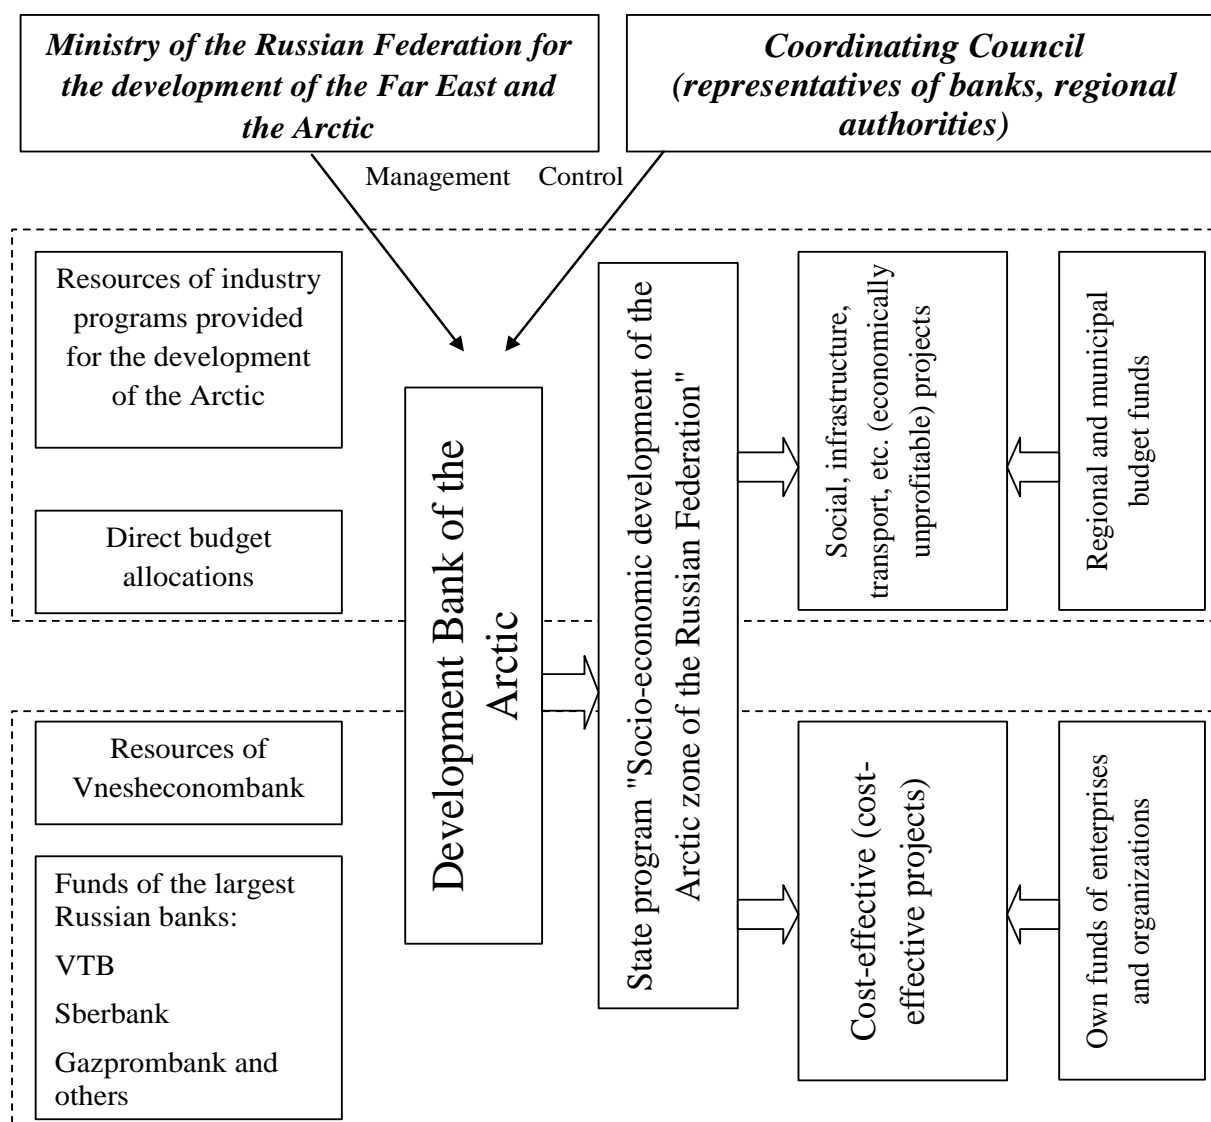 Ministry of the Russian Federation for
the development of the Far East and
the Arctic
Coordinating Council
(representatives of banks, regional
authorities)
Management
Control
Resources of industry
programs provided
for the development
of the Arctic
Direct budget
allocations
Resources of
Vnesheconombank
Funds of the largest
Russian banks:
VTB
Sberbank
Gazprombank and
others
Development Bank of the
Arctic
State program "Socio-economic development of the
Arctic zone of the Russian Federation"
Social, infrastructure,
transport, etc. (economically
unprofitable) projects
Regional and municipal
budget funds
Cost-effective (cost-
effective projects)
Own funds of enterprises
and organizations